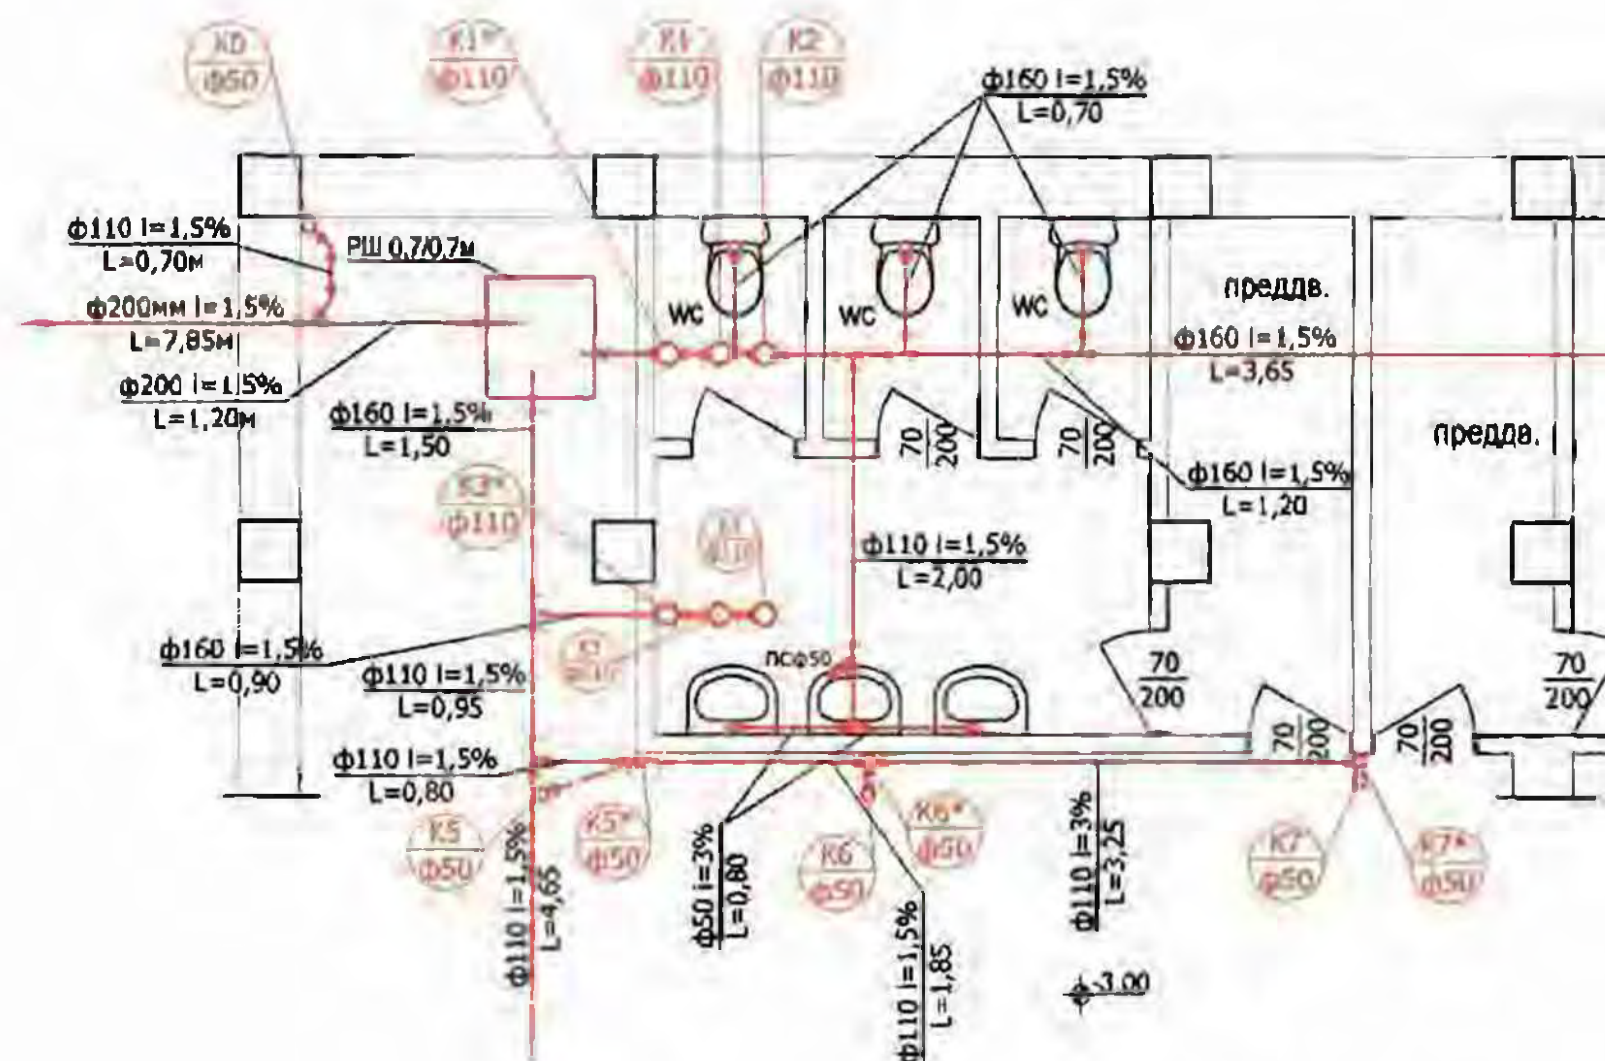 К0
ф50
К1*
ф110
К1
ф110
К2
ф110
ф160 i=1,5%
L=0,70
ф110 i=1,5%
L=0,70м
РШ 0,7/0,7м
ф200мм i=1,5%
L=7,85м
ф200 i=1,5%
L=1,20м
WC
WC
WC
преддв.
ф160 i=1,5%
L=3,65
ф160 i=1,5%
L=1,50
70
200
70
200
преддв.
ф160 i=1,5%
L=1,20
К3*
ф110
ф110 i=1,5%
L=2,00
ф160 i=1,5%
L=0,90
ф110 i=1,5%
L=0,95
ПСф50
70
200
70
200
ф110 i=1,5%
L=0,80
70
200
70
200
К5
ф50
К5*
ф50
К6
ф50
К6*
ф50
К7
ф50
К7*
ф50
ф110 i=1,5%
L=4,65
ф50 i=3%
L=0,80
ф110 i=1,5%
L=1,85
ф110 i=3%
L=3,25
-3.00